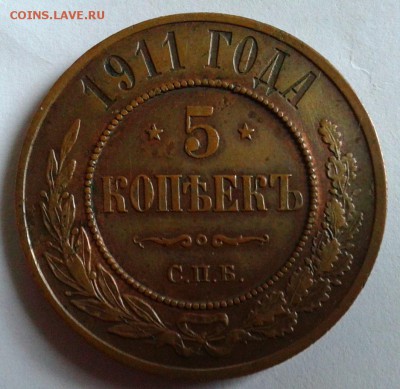 COINS.LAVE.RU
1911 ГОДА
5
КОПѢЕКЪ
С.П.Б.